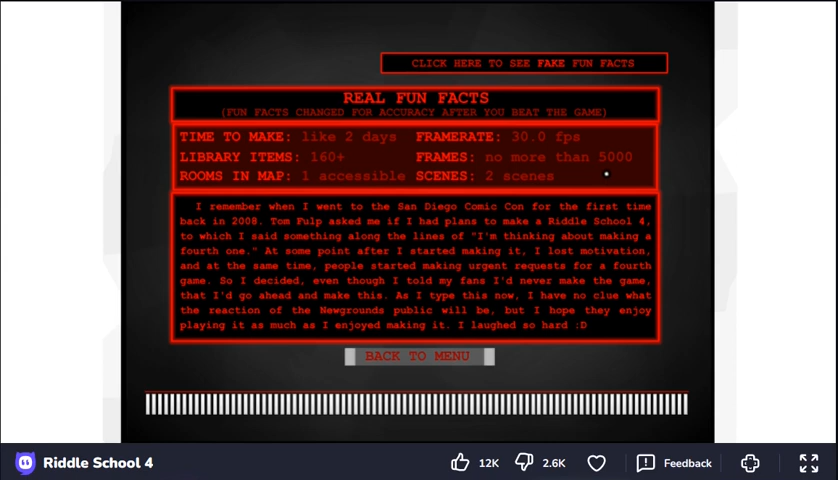 CLICK HERE TO SEE FAKE FUN FACTS
REAL FUN FACTS
(FUN FACTS CHANGED FOR ACCURACY AFTER YOU BEAT THE GAME)
TIME TO MAKE: like 2 days FRAMERATE: 30.0 fps
LIBRARY ITEMS: 160+ FRAMES: no more than 5000
ROOMS IN MAP: 1 accessible SCENES: 2 scenes
I remember when I went to the San Diego Comic Con for the first time
back in 2008. Tom Fulp asked me if I had plans to make a Riddle School 4,
to which I said something along the lines of "I'm thinking about making a
fourth one." At some point after I started making it, I lost motivation,
and at the same time, people started making urgent requests for a fourth
game. So I decided, even though I told my fans I'd never make the game,
that I'd go ahead and make this. As I type this now, I have no clue what
the reaction of the Newgrounds public will be, but I hope they enjoy
playing it as much as I enjoyed making it. I laughed so hard :D
BACK TO MENU
Riddle School 4 12K 2.6K Feedback